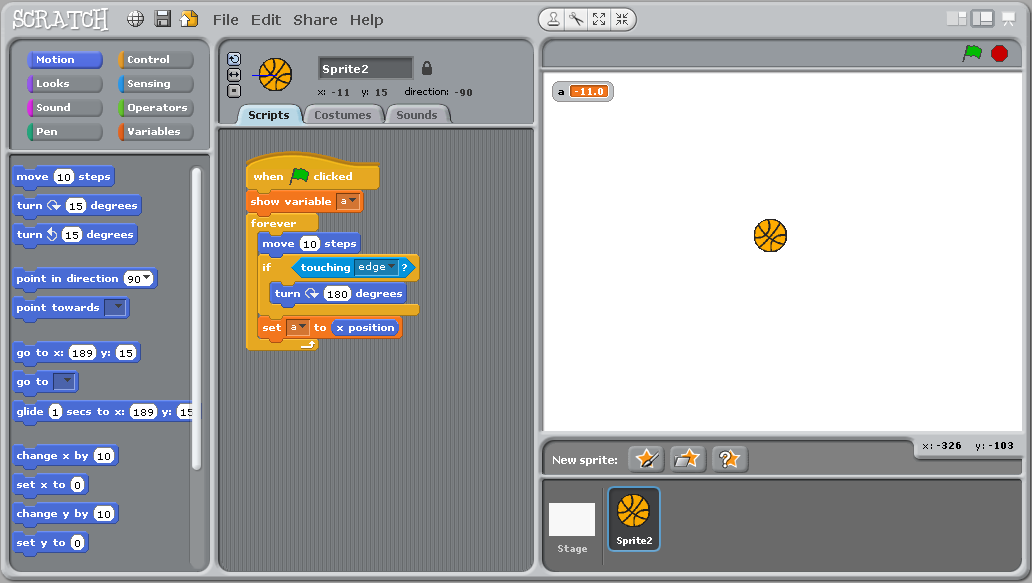 SCRATCH File Edit Share Help
Motion Control
Looks Sensing
Sound Operators
Pen Variables
move 10 steps
turn 15 degrees
turn 15 degrees
point in direction 90
point towards
go to x: 189 y: 15
go to
glide 1 secs to x: 189 y: 15
change x by 10
set x to 0
change y by 10
set y to 0
Sprite2
x: -11 y: 15 direction: -90
Scripts Costumes Sounds
when clicked
show variable a
forever
move 10 steps
if touching edge ?
turn 180 degrees
set a to x position
a -11.0
x: -326 y: -103
New sprite:
Stage
Sprite2